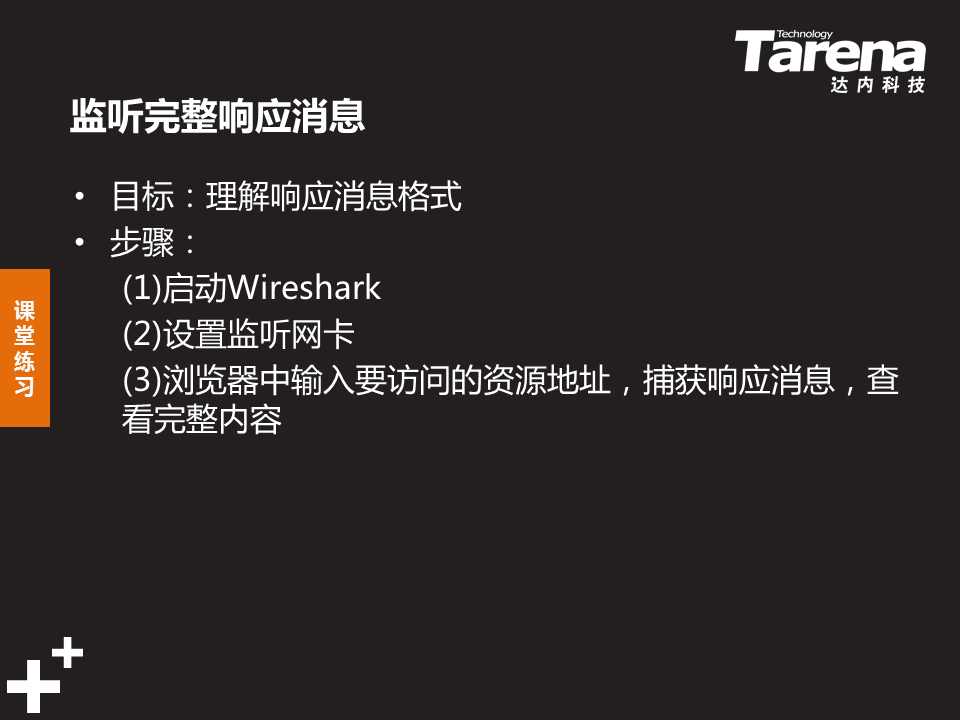 Technology
Tarena
达内科技
监听完整响应消息
• 目标：理解响应消息格式
• 步骤：
(1)启动Wireshark
(2)设置监听网卡
(3)浏览器中输入要访问的资源地址，捕获响应消息，查
看完整内容
课
堂
练
习